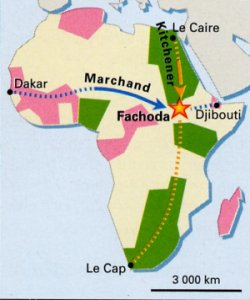 Le Caire
Kitchener
Dakar
Marchand
Fachoda
Djibouti
Le Cap
3 000 km